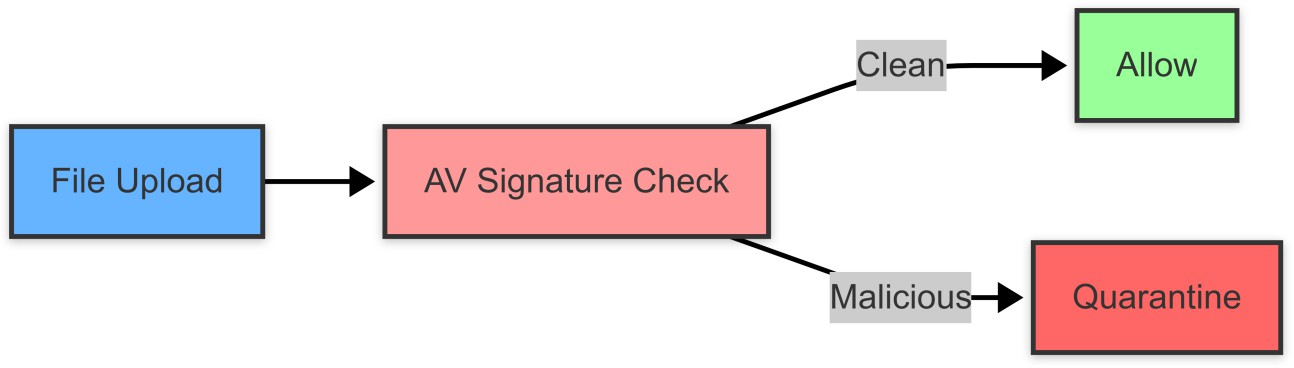 File Upload
AV Signature Check
Clean
Allow
Malicious
Quarantine